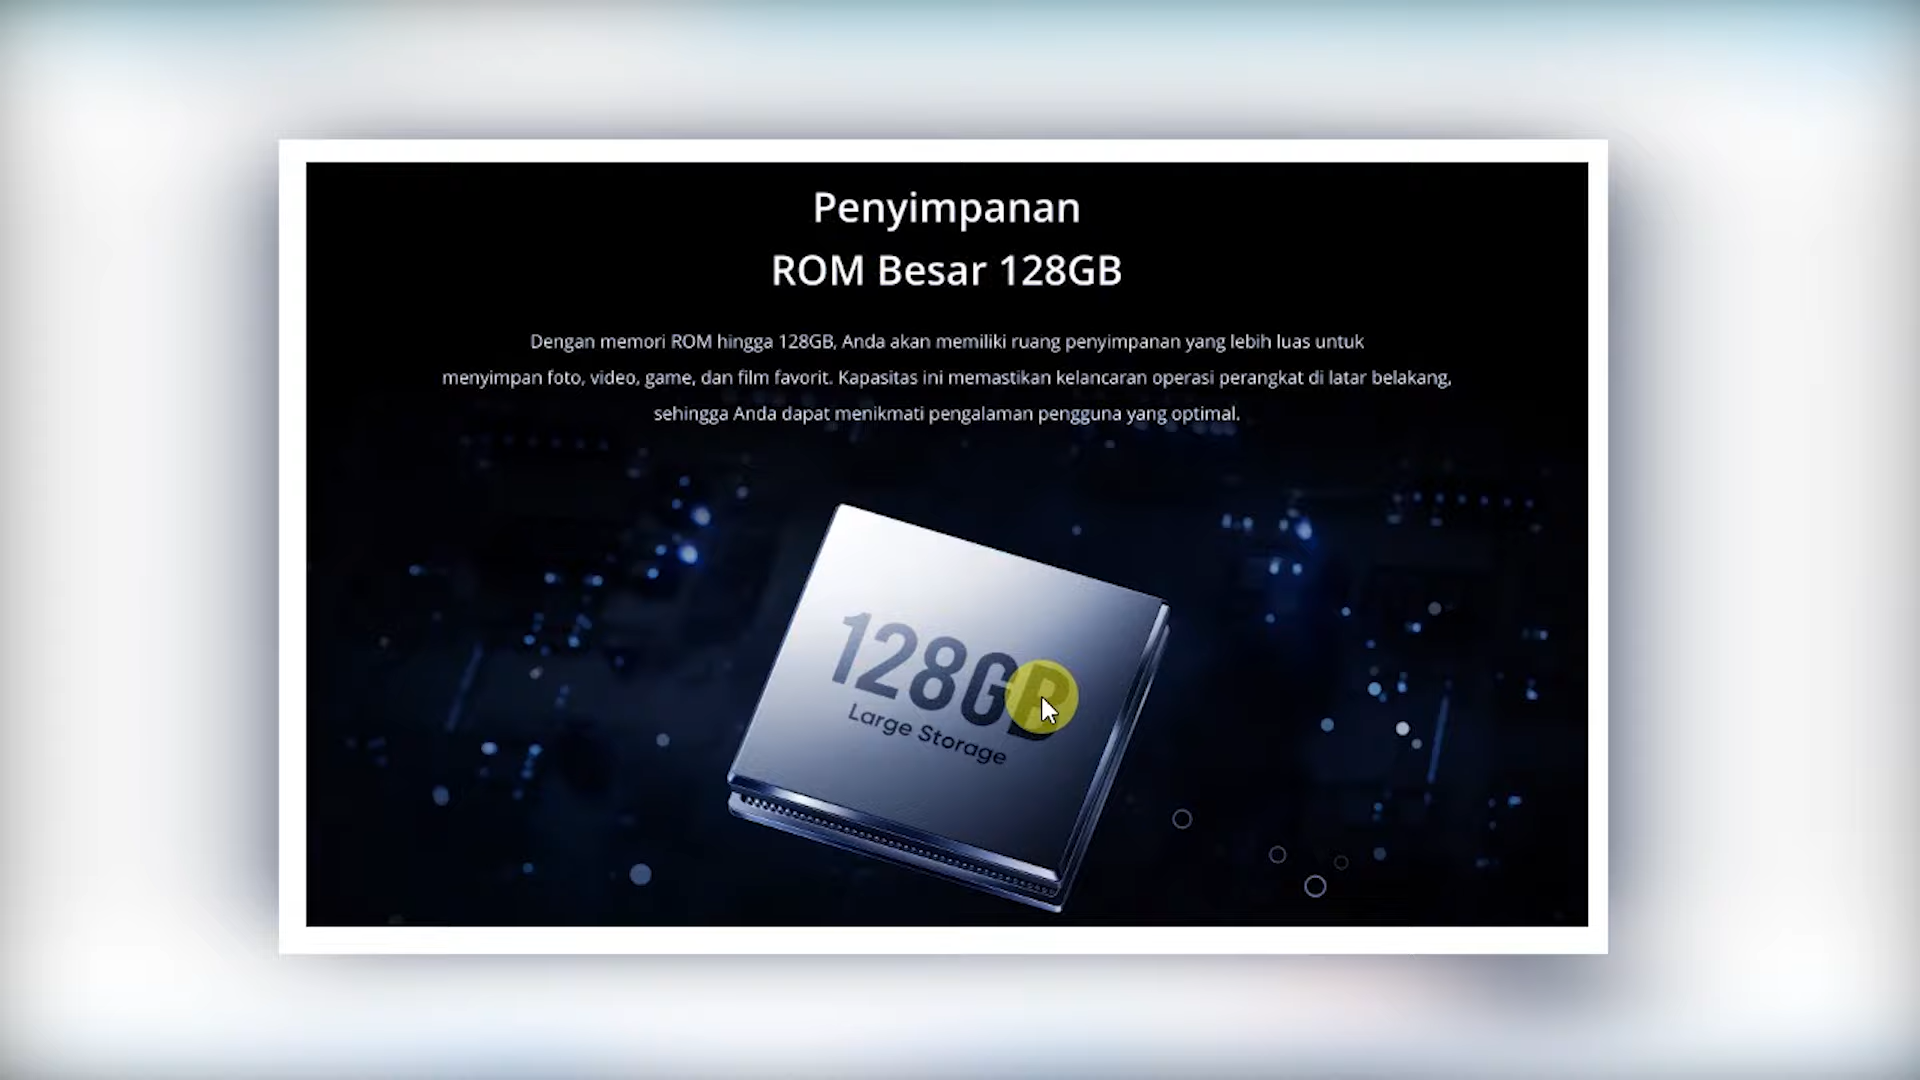 Penyimpanan
ROM Besar 128GB
Dengan memori ROM hingga 128GB, Anda akan memiliki ruang penyimpanan yang lebih luas untuk
menyimpan foto, video, game, dan film favorit. Kapasitas ini memastikan kelancaran operasi perangkat di latar belakang,
sehingga Anda dapat menikmati pengalaman pengguna yang optimal.
128GB
Large Storage